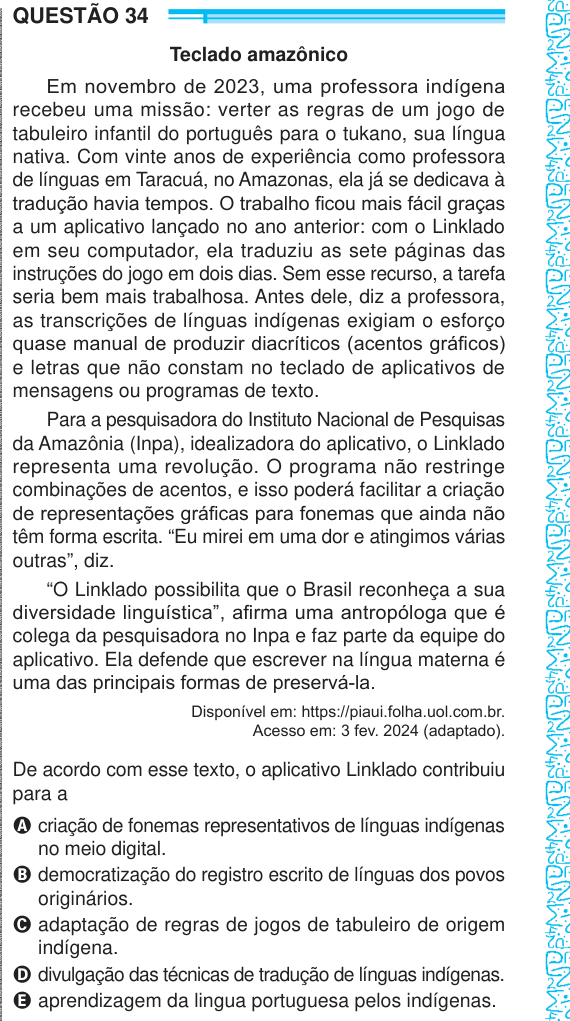 QUESTÃO 34
Teclado amazônico
Em novembro de 2023, uma professora indígena
recebeu uma missão: verter as regras de um jogo de
tabuleiro infantil do português para o tukano, sua língua
nativa. Com vinte anos de experiência como professora
de línguas em Taracuá, no Amazonas, ela já se dedicava à
tradução havia tempos. O trabalho ficou mais fácil graças
a um aplicativo lançado no ano anterior: com o Linklado
em seu computador, ela traduziu as sete páginas das
instruções do jogo em dois dias. Sem esse recurso, a tarefa
seria bem mais trabalhosa. Antes dele, diz a professora,
as transcrições de línguas indígenas exigiam o esforço
quase manual de produzir diacríticos (acentos gráficos)
e letras que não constam no teclado de aplicativos de
mensagens ou programas de texto.
Para a pesquisadora do Instituto Nacional de Pesquisas
da Amazônia (Inpa), idealizadora do aplicativo, o Linklado
representa uma revolução. O programa não restringe
combinações de acentos, e isso poderá facilitar a criação
de representações gráficas para fonemas que ainda não
têm forma escrita. “Eu mirei em uma dor e atingimos várias
outras”, diz.
“O Linklado possibilita que o Brasil reconheça a sua
diversidade linguística”, afirma uma antropóloga que é
colega da pesquisadora no Inpa e faz parte da equipe do
aplicativo. Ela defende que escrever na língua materna é
uma das principais formas de preservá-la.
Disponível em: https://piaui.folha.uol.com.br.
Acesso em: 3 fev. 2024 (adaptado).
De acordo com esse texto, o aplicativo Linklado contribuiu
para a
A criação de fonemas representativos de línguas indígenas
no meio digital.
B democratização do registro escrito de línguas dos povos
originários.
C adaptação de regras de jogos de tabuleiro de origem
indígena.
D divulgação das técnicas de tradução de línguas indígenas.
E aprendizagem da lingua portuguesa pelos indígenas.